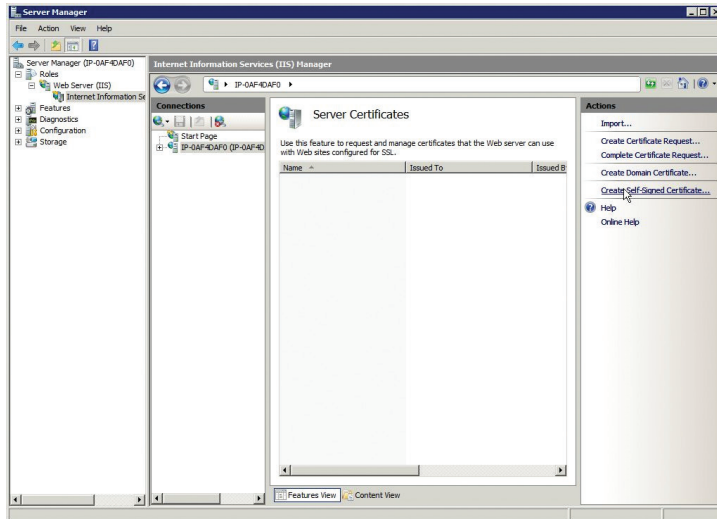 Server Manager
File Action View Help
Server Manager (IP-0AF4DAF0)
Roles
Web Server (IIS)
Internet Information Se
Features
Diagnostics
Configuration
Storage
Internet Information Services (IIS) Manager
IP-0AF4DAF0
Connections
Start Page
IP-0AF4DAF0 (IP-0AF4D
Server Certificates
Use this feature to request and manage certificates that the Web server can use
with Web sites configured for SSL.
Name Issued To Issued B
Features View Content View
Actions
Import...
Create Certificate Request...
Complete Certificate Request...
Create Domain Certificate...
Create Self-Signed Certificate...
Help
Online Help